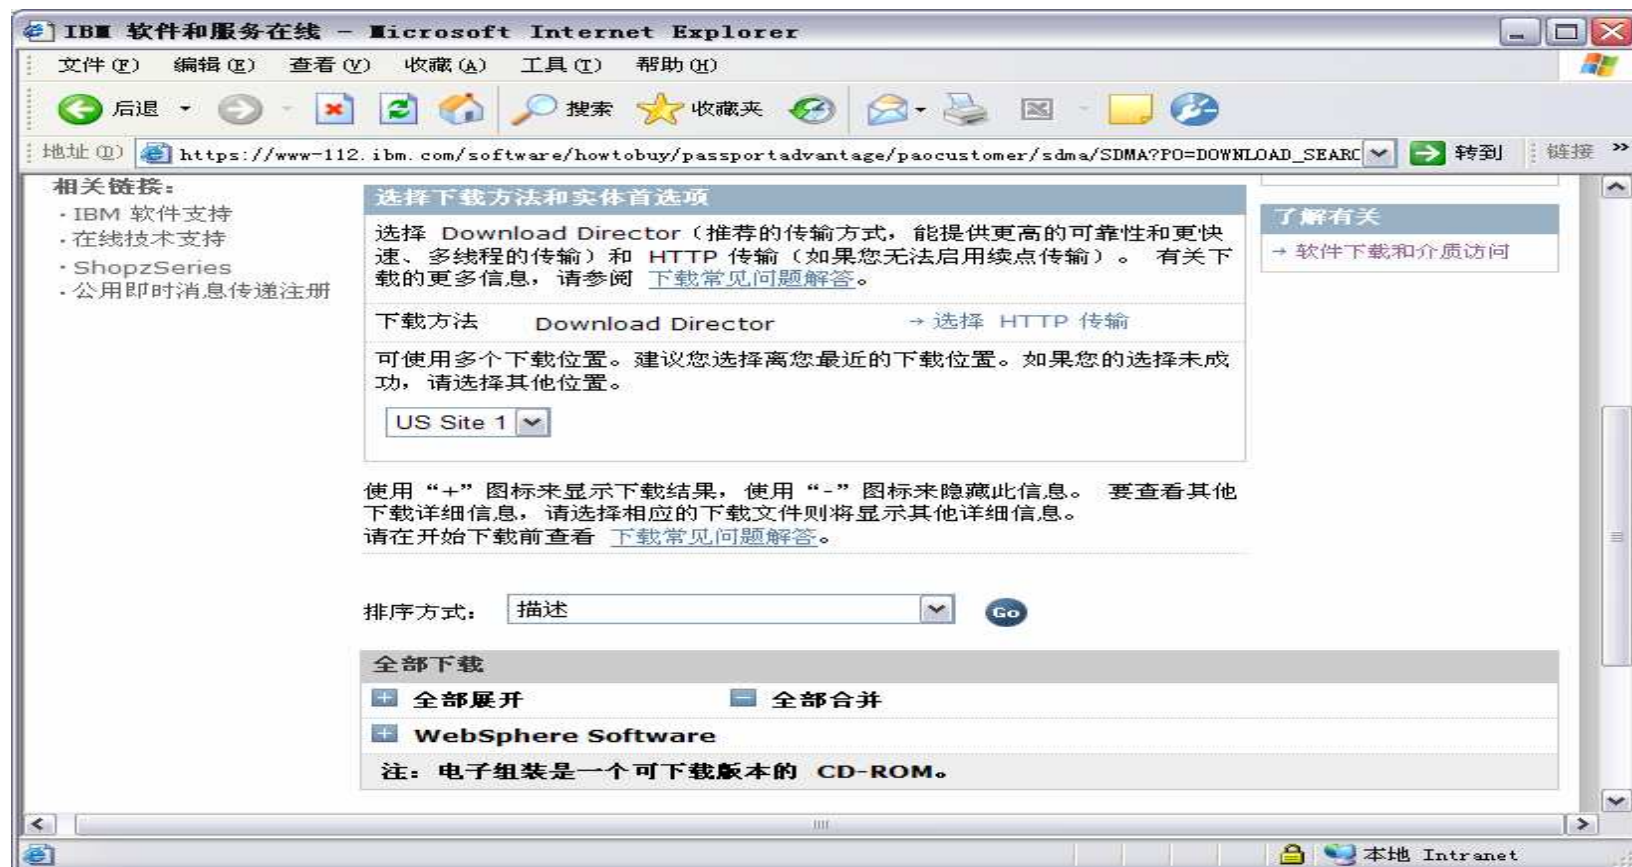 IBM 软件和服务在线 - Microsoft Internet Explorer
文件(F) 编辑(E) 查看(V) 收藏(A) 工具(T) 帮助(H)
后退 搜索 收藏夹
地址(D) https://www-112.ibm.com/software/howtobuy/passportadvantage/paocustomer/sdma/SDMA?PO=DOWNLOAD_SEARC 转到 链接 »
相关链接:
· IBM 软件支持
· 在线技术支持
· ShopzSeries
· 公用即时消息传递注册
选择下载方法和实体首选项
选择 Download Director（推荐的传输方式，能提供更高的可靠性和更快
速、多线程的传输）和 HTTP 传输（如果您无法启用续点传输）。 有关下
载的更多信息，请参阅 下载常见问题解答。
下载方法 Download Director → 选择 HTTP 传输
可使用多个下载位置。建议您选择离您最近的下载位置。如果您的选择未成
功，请选择其他位置。
US Site 1
了解有关
→ 软件下载和介质访问
使用“+”图标来显示下载结果，使用“-”图标来隐藏此信息。 要查看其他
下载详细信息，请选择相应的下载文件则将显示其他详细信息。
请在开始下载前查看 下载常见问题解答。
排序方式: 描述 Go
全部下载
全部展开 全部合并
WebSphere Software
注: 电子组装是一个可下载版本的 CD-ROM。
本地 Intranet